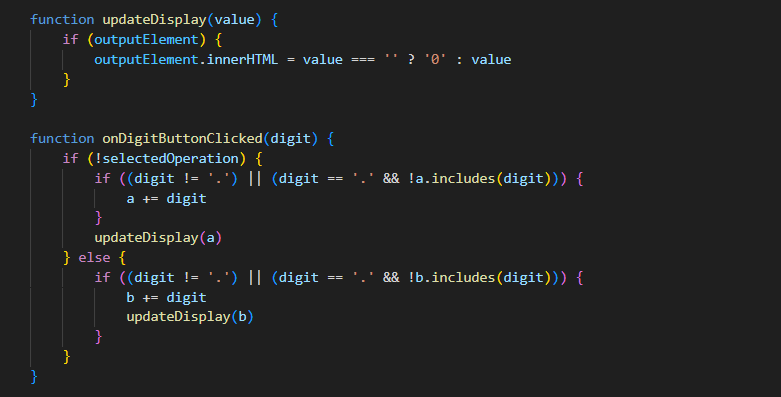 function updateDisplay(value) {
    if (outputElement) {
        outputElement.innerHTML = value === '' ? '0' : value
    }
}

function onDigitButtonClicked(digit) {
    if (!selectedOperation) {
        if ((digit != '.') || (digit == '.' && !a.includes(digit))) {
            a += digit
        }
        updateDisplay(a)
    } else {
        if ((digit != '.') || (digit == '.' && !b.includes(digit))) {
            b += digit
            updateDisplay(b)
        }
    }
}